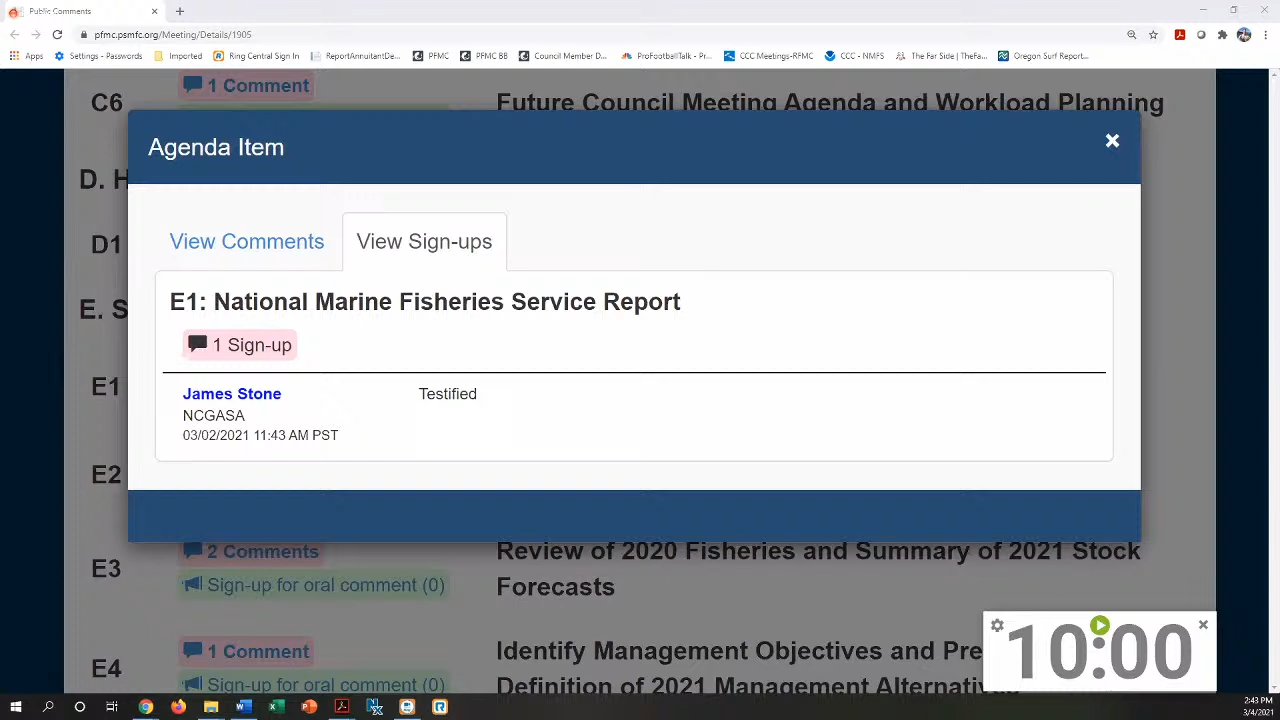 Public Comments
pfmc.psmfc.org/Meeting/Details/1905
Apps
Settings - Passwords
Imported
Ring Central Sign In
ReportAnnuitantDe...
PFMC
PFMC BB
Council Member D...
ProFootballTalk - Pr...
CCC Meetings-RFMC
CCC - NMFS
The Far Side | TheFa...
Oregon Surf Report...
1 Comment
C6
Future Council Meeting Agenda and Workload Planning
Agenda Item
D. H
View Comments
View Sign-ups
D1
E1: National Marine Fisheries Service Report
E. S
1 Sign-up
E1
James Stone
Testified
NCGASA
03/02/2021 11:43 AM PST
E2
2 Comments
Review of 2020 Fisheries and Summary of 2021 Stock
E3
Sign-up for oral comment (0)
Forecasts
1 Comment
Identify Management Objectives and Pre
10:00
E4
Sign-up for oral comment (0)
Definition of 2021 Management Alternatives
2:43 PM
3/4/2021